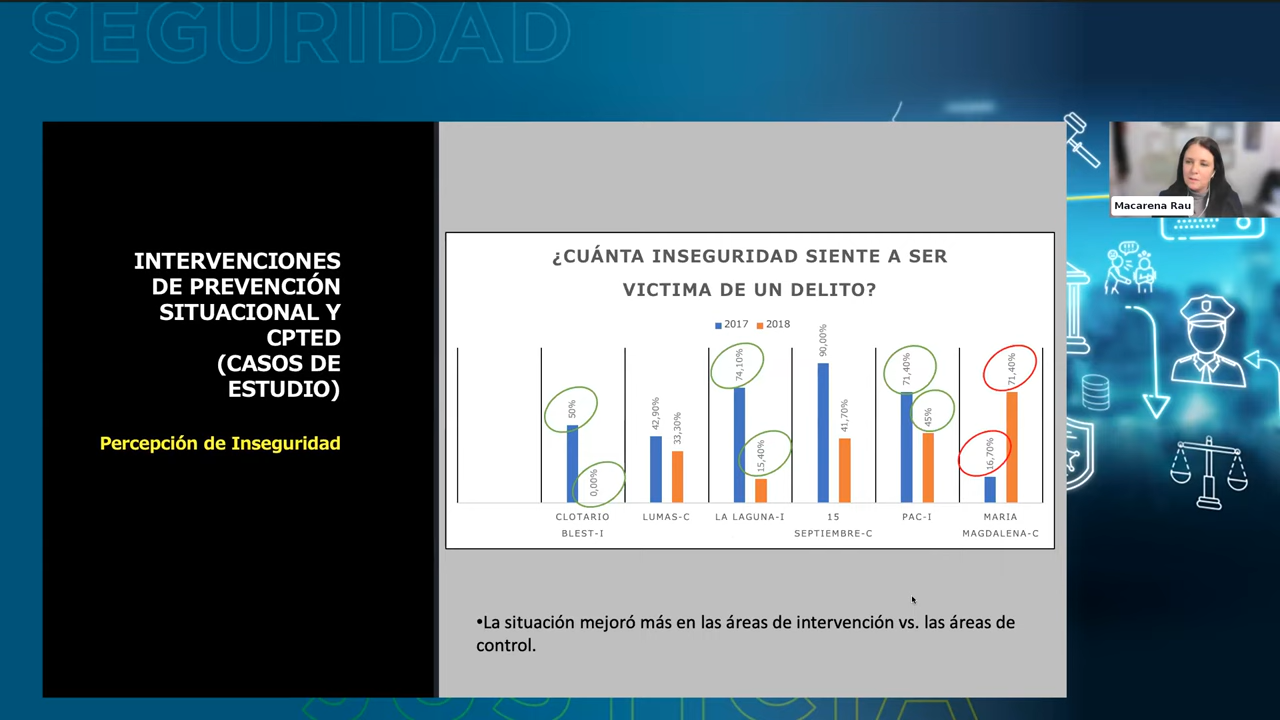 SEGURIDAD
Macarena Rau
INTERVENCIONES
DE PREVENCIÓN
SITUACIONAL Y
CPTED
(CASOS DE
ESTUDIO)
Percepción de Inseguridad
¿CUÁNTA INSEGURIDAD SIENTE A SER
VICTIMA DE UN DELITO?
2017 2018
50%
0,00%
42,90%
33,30%
74,10%
15,40%
90,00%
41,70%
71,40%
45%
16,70%
71,40%
CLOTARIO
BLEST-I
LUMAS-C
LA LAGUNA-I
15
SEPTIEMBRE-C
PAC-I
MARIA
MAGDALENA-C
•La situación mejoró más en las áreas de intervención vs. las áreas de
control.
JUSTICIA